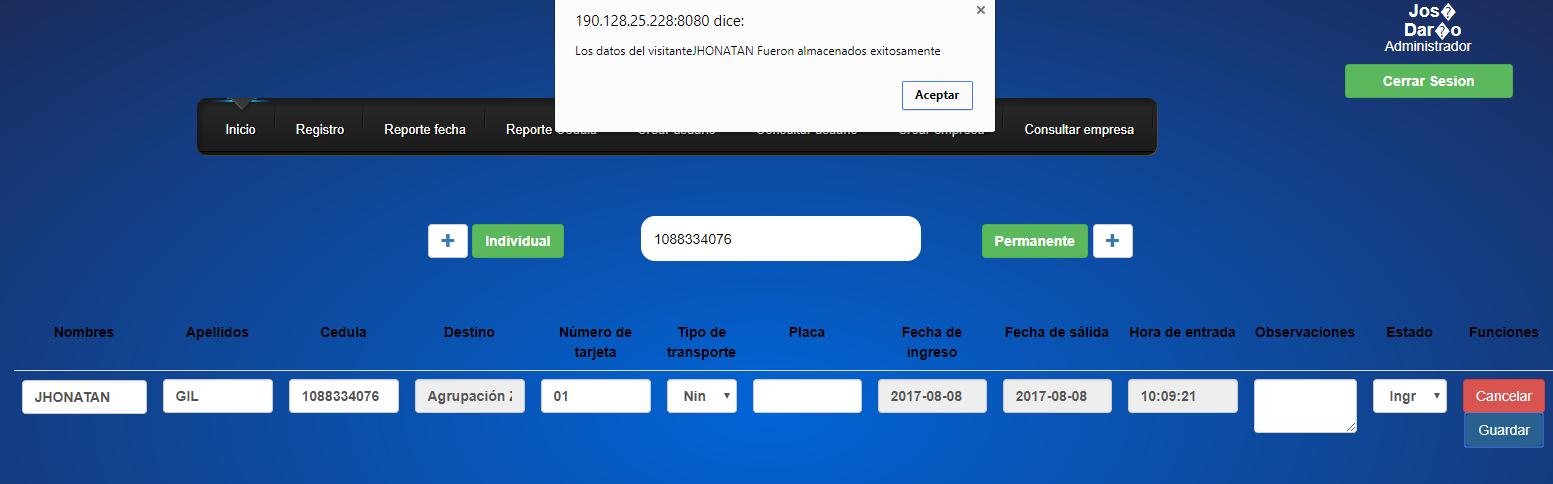 190.128.25.228:8080 dice:
Los datos del visitanteJHONATAN Fueron almacenados exitosamente
Aceptar
Jos�
Dar�o
Administrador
Cerrar Sesion
Inicio Registro Reporte fecha Reporte Consultar empresa
+ Individual 1088334076 Permanente +
Nombres Apellidos Cedula Destino Número de tarjeta Tipo de transporte Placa Fecha de ingreso Fecha de sálida Hora de entrada Observaciones Estado Funciones
JHONATAN GIL 1088334076 Agrupación 01 Nin 2017-08-08 2017-08-08 10:09:21 Ingr Cancelar
Guardar